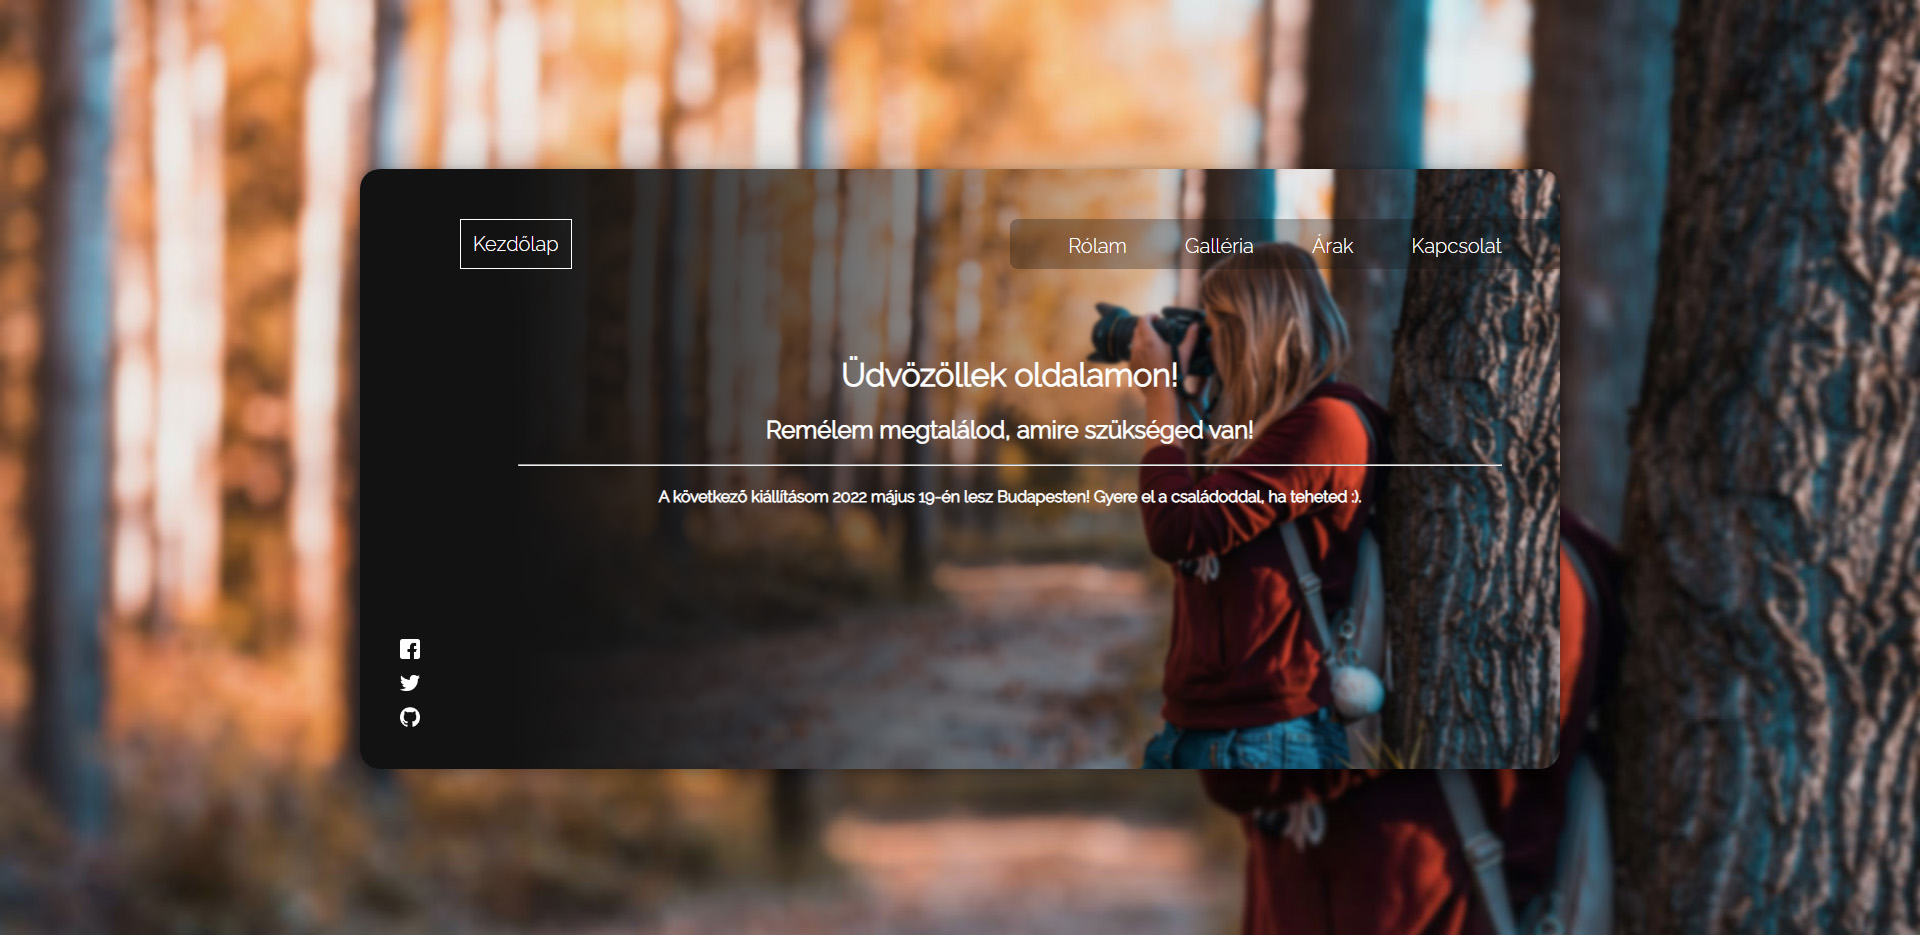 Kezdőlap
Rólam Galléria Árak Kapcsolat
Üdvözöllek oldalamon!
Remélem megtalálod, amire szükséged van!
A következő kiállításom 2022 május 19-én lesz Budapesten! Gyere el a családoddal, ha teheted :).